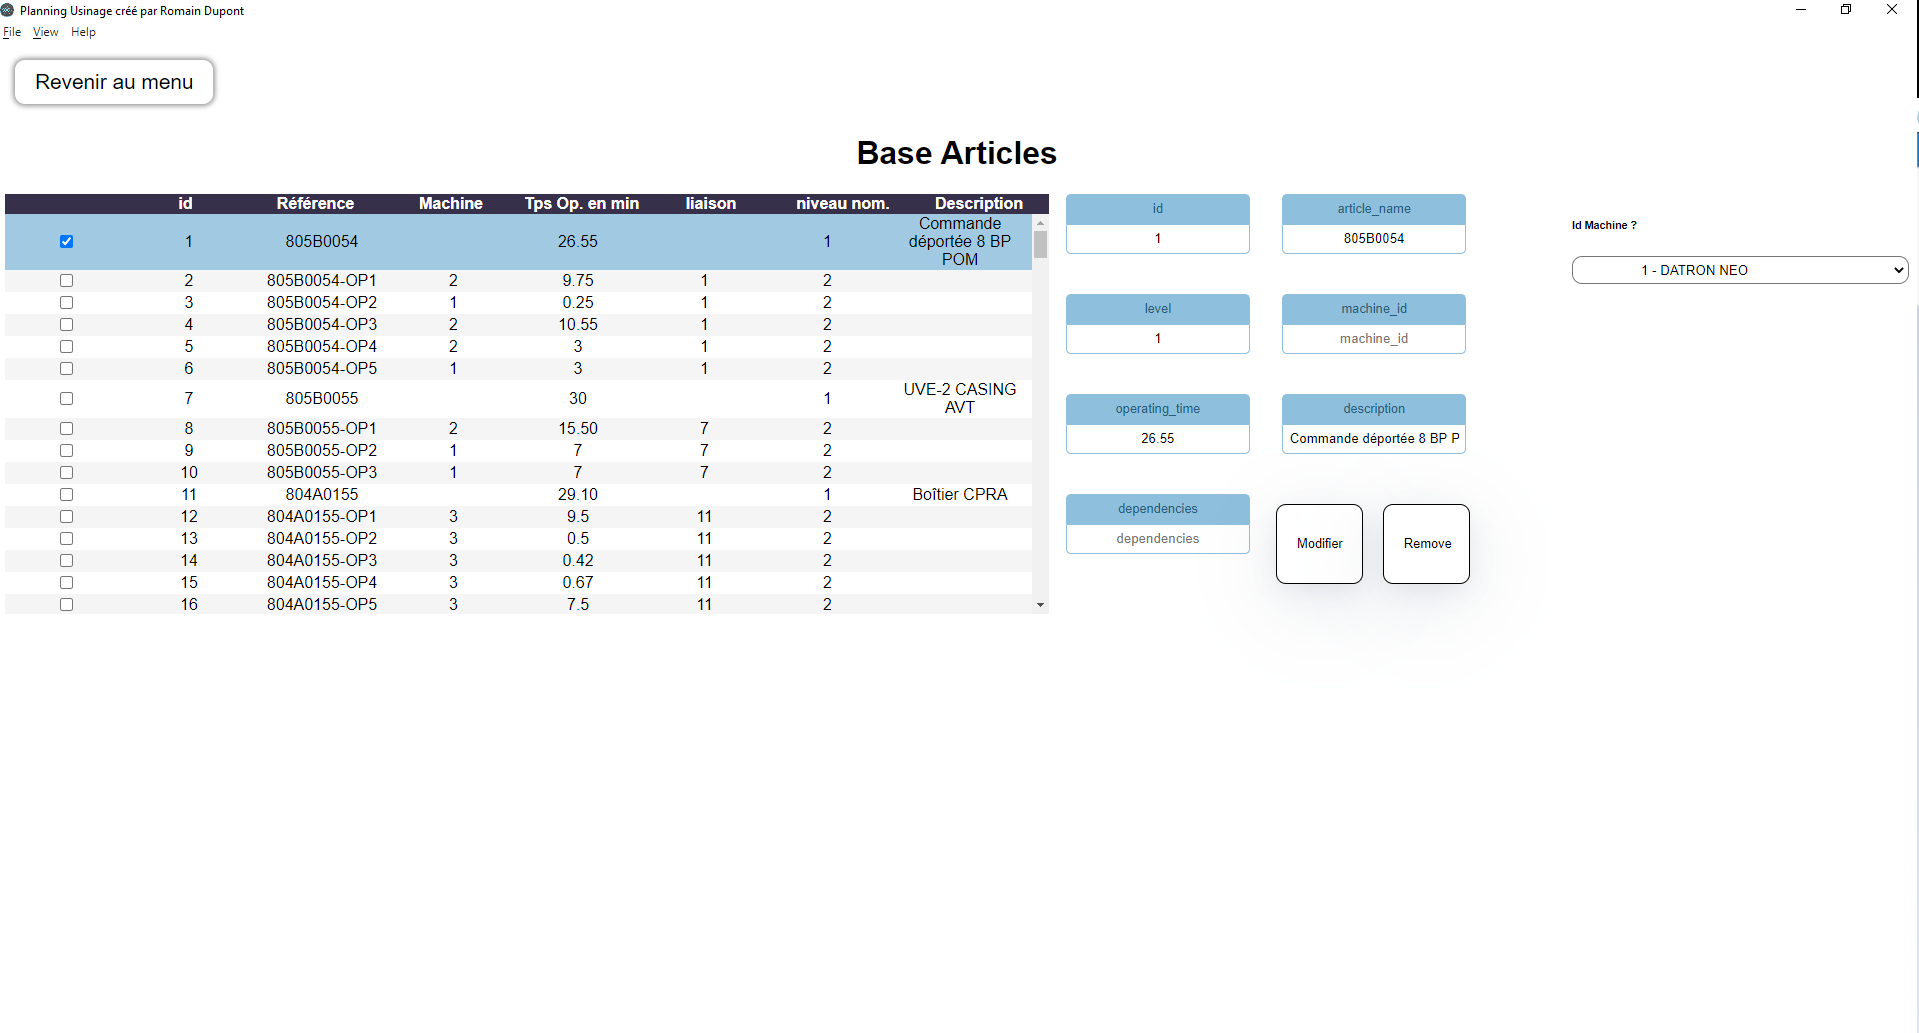 Planning Usinage créé par Romain Dupont
File View Help
Revenir au menu
Base Articles
id Référence Machine Tps Op. en min liaison niveau nom. Description
1 805B0054 26.55 1 Commande déportée 8 BP POM
2 805B0054-OP1 2 9.75 1 2
3 805B0054-OP2 1 0.25 1 2
4 805B0054-OP3 2 10.55 1 2
5 805B0054-OP4 2 3 1 2
6 805B0054-OP5 1 3 1 2
7 805B0055 30 1 UVE-2 CASING AVT
8 805B0055-OP1 2 15.50 7 2
9 805B0055-OP2 1 7 7 2
10 805B0055-OP3 1 7 7 2
11 804A0155 29.10 1 Boîtier CPRA
12 804A0155-OP1 3 9.5 11 2
13 804A0155-OP2 3 0.5 11 2
14 804A0155-OP3 3 0.42 11 2
15 804A0155-OP4 3 0.67 11 2
16 804A0155-OP5 3 7.5 11 2
id article_name
1 805B0054
level machine_id
1 machine_id
operating_time description
26.55 Commande déportée 8 BP P
dependencies
dependencies
Modifier Remove
Id Machine ?
1 - DATRON NEO